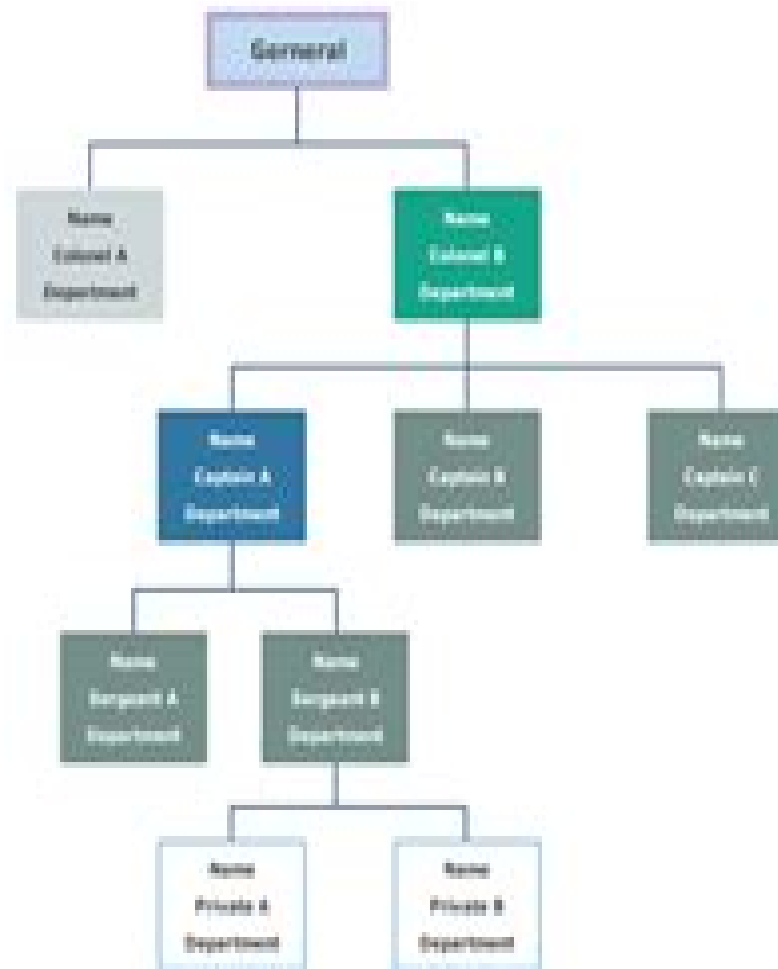 Gerneral
Name
Colonel A
Department
Name
Colonel B
Department
Name
Captain A
Department
Name
Captain B
Department
Name
Captain C
Department
Name
Sergeant A
Department
Name
Sergeant B
Department
Name
Private A
Department
Name
Private B
Department